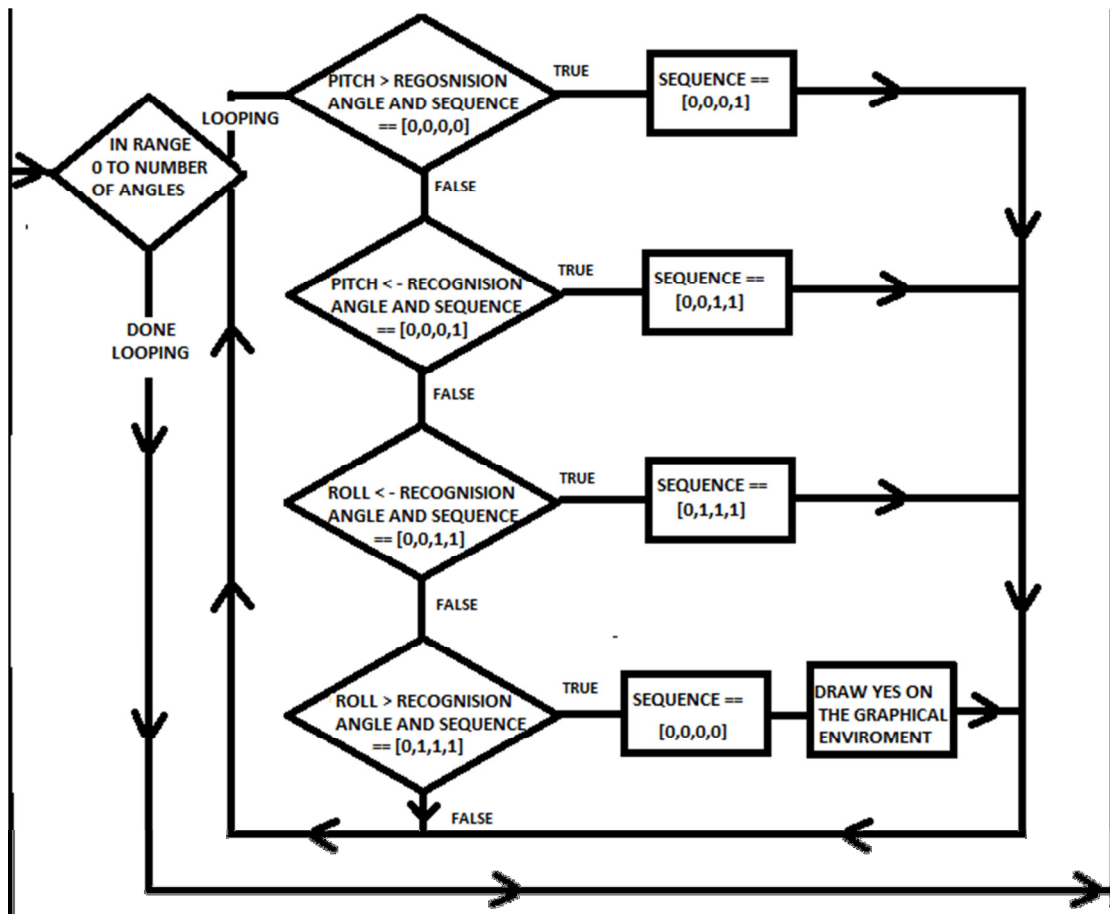 IN RANGE
0 TO NUMBER
OF ANGLES
LOOPING
DONE
LOOPING
PITCH > REGOSNISION
ANGLE AND SEQUENCE
== [0,0,0,0]
TRUE
SEQUENCE ==
[0,0,0,1]
FALSE
PITCH < - RECOGNISION
ANGLE AND SEQUENCE
== [0,0,0,1]
TRUE
SEQUENCE ==
[0,0,1,1]
FALSE
ROLL < - RECOGNISION
ANGLE AND SEQUENCE
== [0,0,1,1]
TRUE
SEQUENCE ==
[0,1,1,1]
FALSE
ROLL > RECOGNISION
ANGLE AND SEQUENCE
== [0,1,1,1]
TRUE
SEQUENCE ==
[0,0,0,0]
DRAW YES ON
THE GRAPHICAL
ENVIROMENT
FALSE